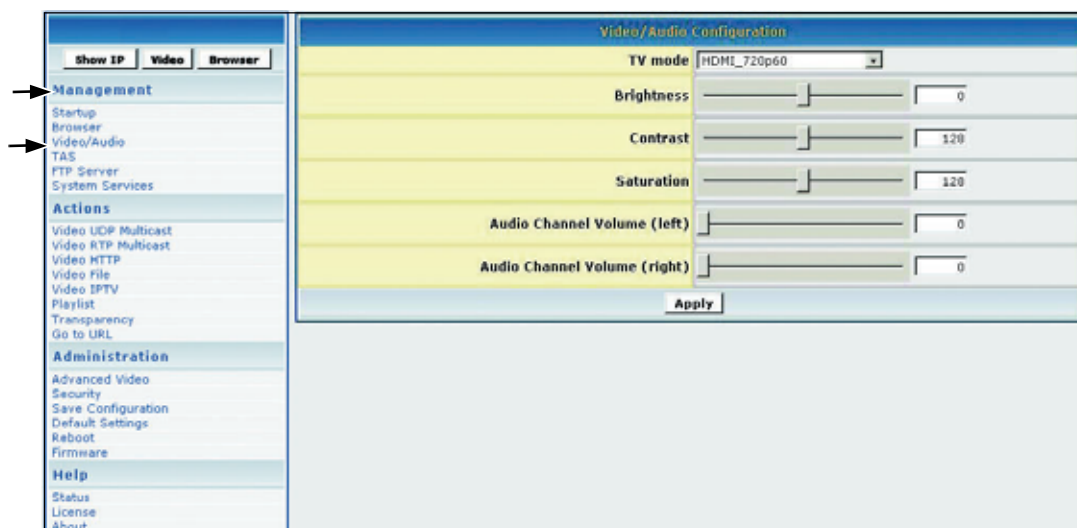 Show IP Video Browser
Management
Startup
Browser
Video/Audio
TAS
FTP Server
System Services
Actions
Video UDP Multicast
Video RTP Multicast
Video HTTP
Video File
Video IPTV
Playlist
Transparency
Go to URL
Administration
Advanced Video
Security
Save Configuration
Default Settings
Reboot
Firmware
Help
Status
License
About
Video/Audio Configuration
TV mode HDMI_720p60
Brightness 0
Contrast 128
Saturation 128
Audio Channel Volume (left) 0
Audio Channel Volume (right) 0
Apply